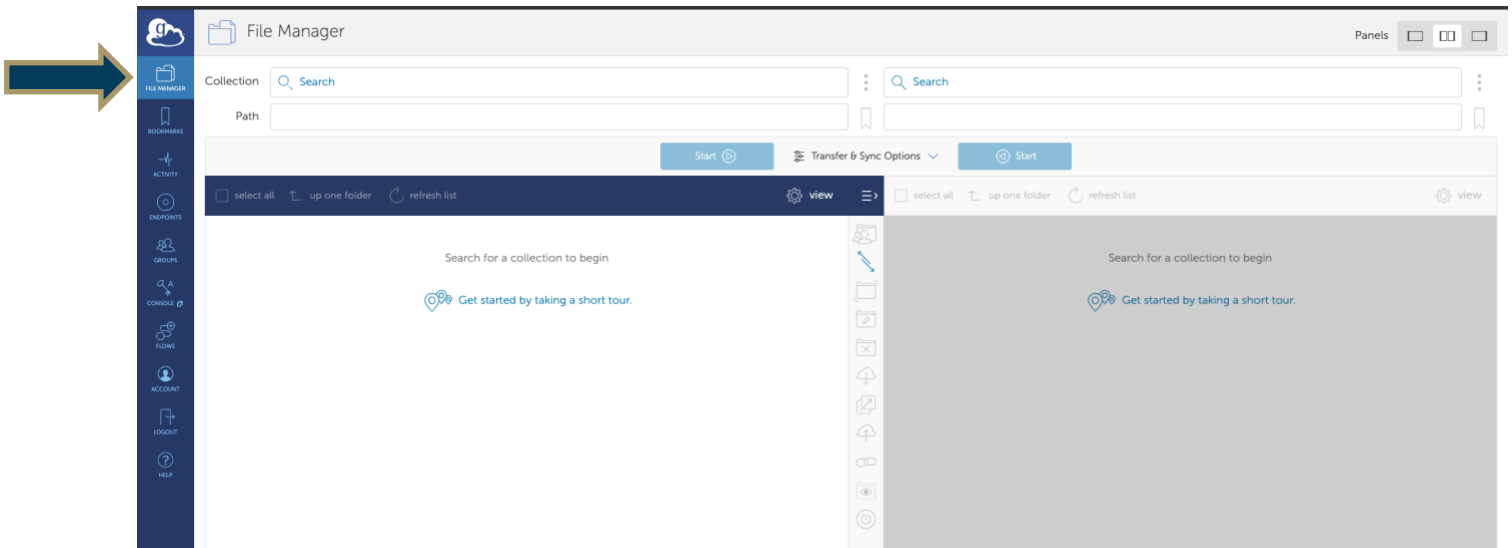 g
File Manager
Panels
FILE MANAGER
Collection
Search
Search
Path
BOOKMARKS
Start
Transfer & Sync Options
Start
ACTIVITY
select all up one folder refresh list view
select all up one folder refresh list view
ENDPOINTS
GROUPS
CONSOLE
FLOWS
ACCOUNT
LOGOUT
HELP
Search for a collection to begin
Get started by taking a short tour.
Search for a collection to begin
Get started by taking a short tour.